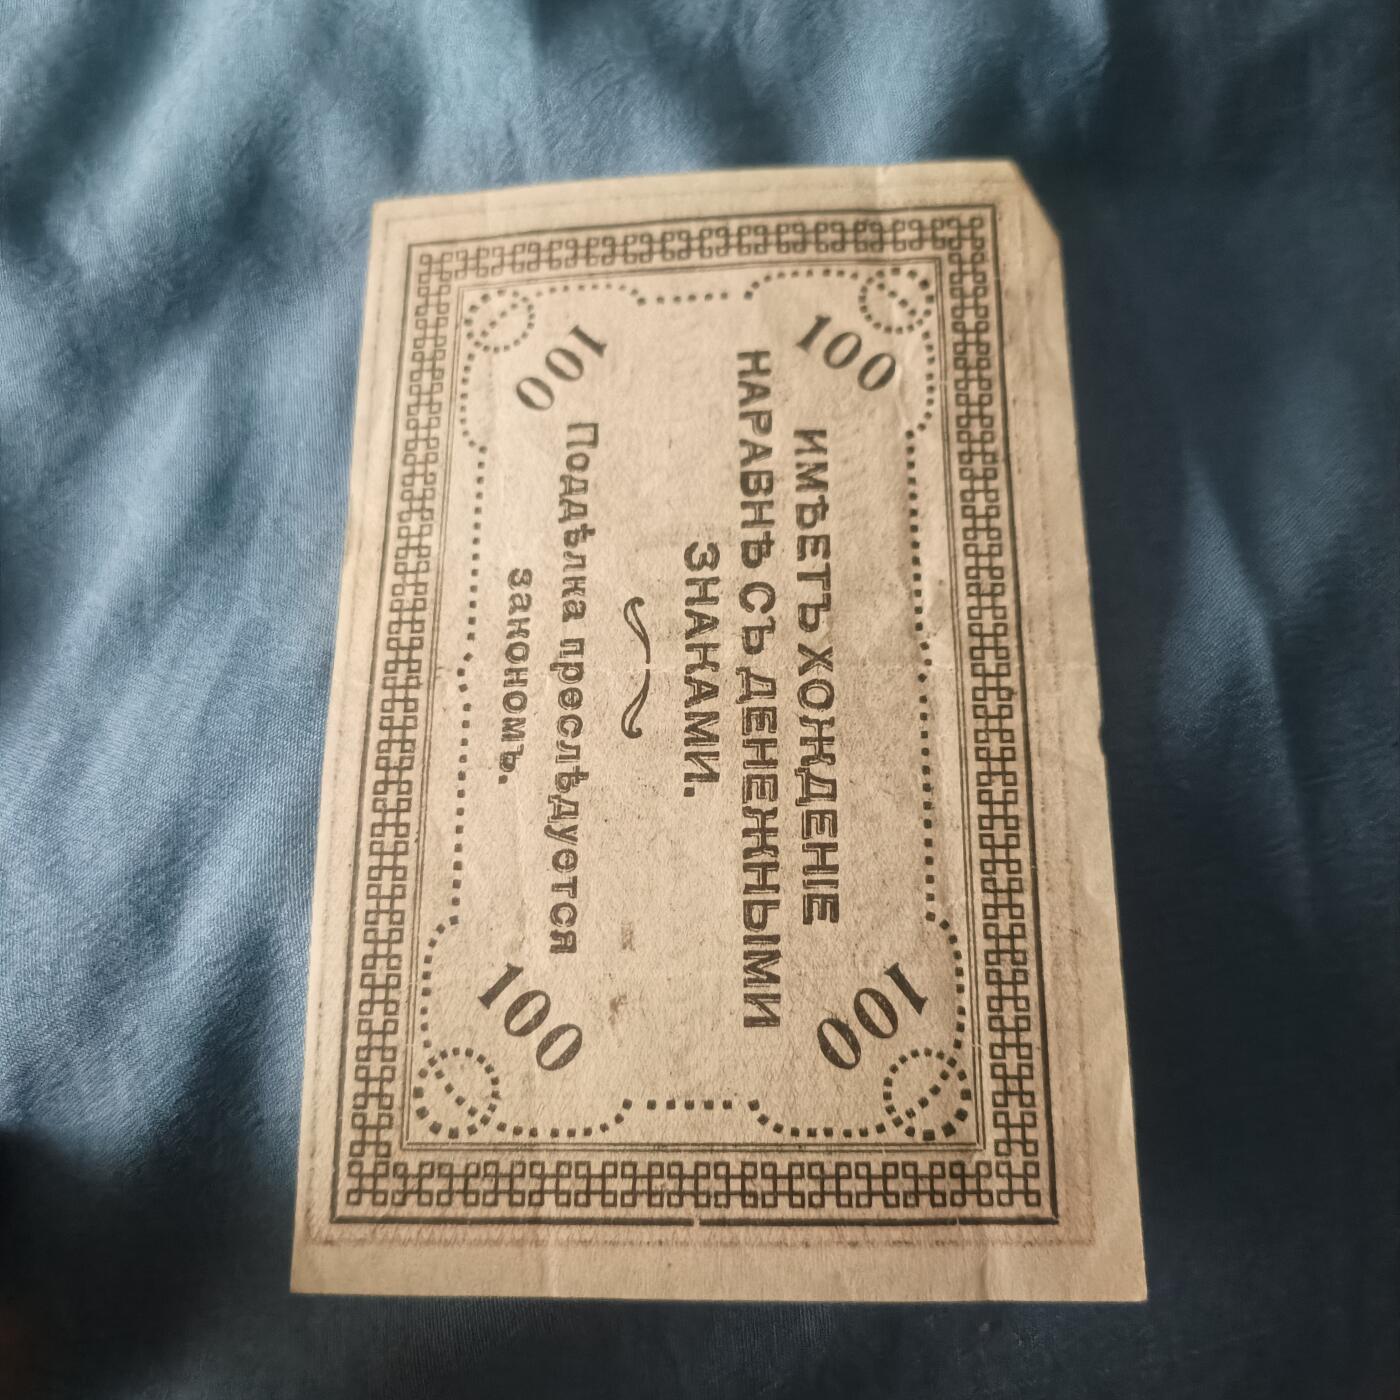 100 100
ИМѢЕТЪ ХОЖДЕНІЕ
НАРАВНѢ СЪ ДЕНЕЖНЫМИ
ЗНАКАМИ.
Поддѣлка преслѣдуется
закономъ.
100 100